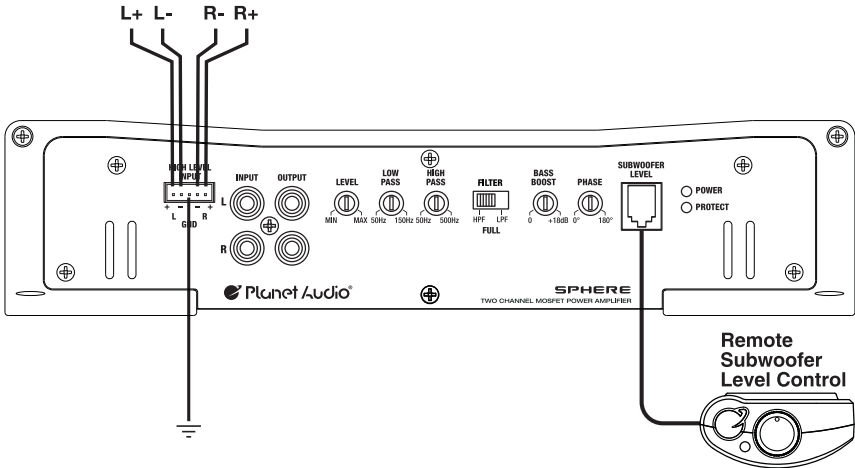 L+ L- R- R+
HIGH LEVEL
INPUT
+ - - +
L R
GND
INPUT OUTPUT
L
R
LEVEL
MIN MAX
LOW
PASS
50Hz 150Hz
HIGH
PASS
50Hz 500Hz
FILTER
HPF LPF
FULL
BASS
BOOST
0 +18dB
PHASE
0° 180°
SUBWOOFER
LEVEL
POWER
PROTECT
Planet Audio®
SPHERE
TWO CHANNEL MOSFET POWER AMPLIFIER
Remote
Subwoofer
Level Control